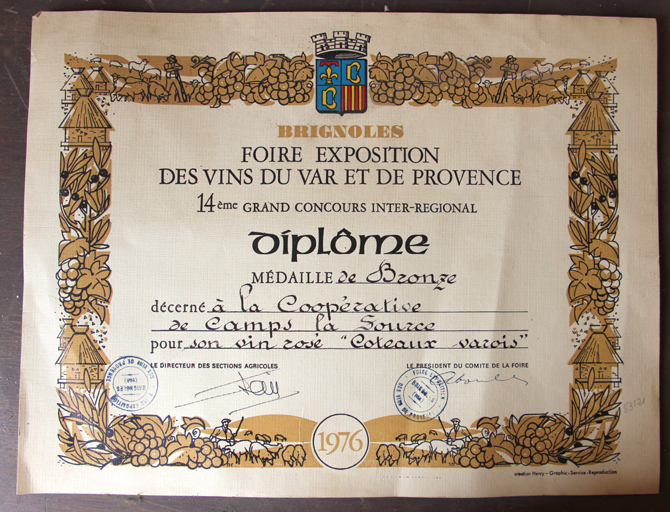 BRIGNOLES
FOIRE EXPOSITION
DES VINS DU VAR ET DE PROVENCE
14ème GRAND CONCOURS INTER-REGIONAL
Diplôme
MÉDAILLE de Bronze
décerné à la Coopérative
de Camps la Source
pour son vin rosé "Coteaux varois"
LE DIRECTEUR DES SECTIONS AGRICOLES
LE PRESIDENT DU COMITE DE LA FOIRE
1976
création Hervy - Graphic-Service-Reproduction